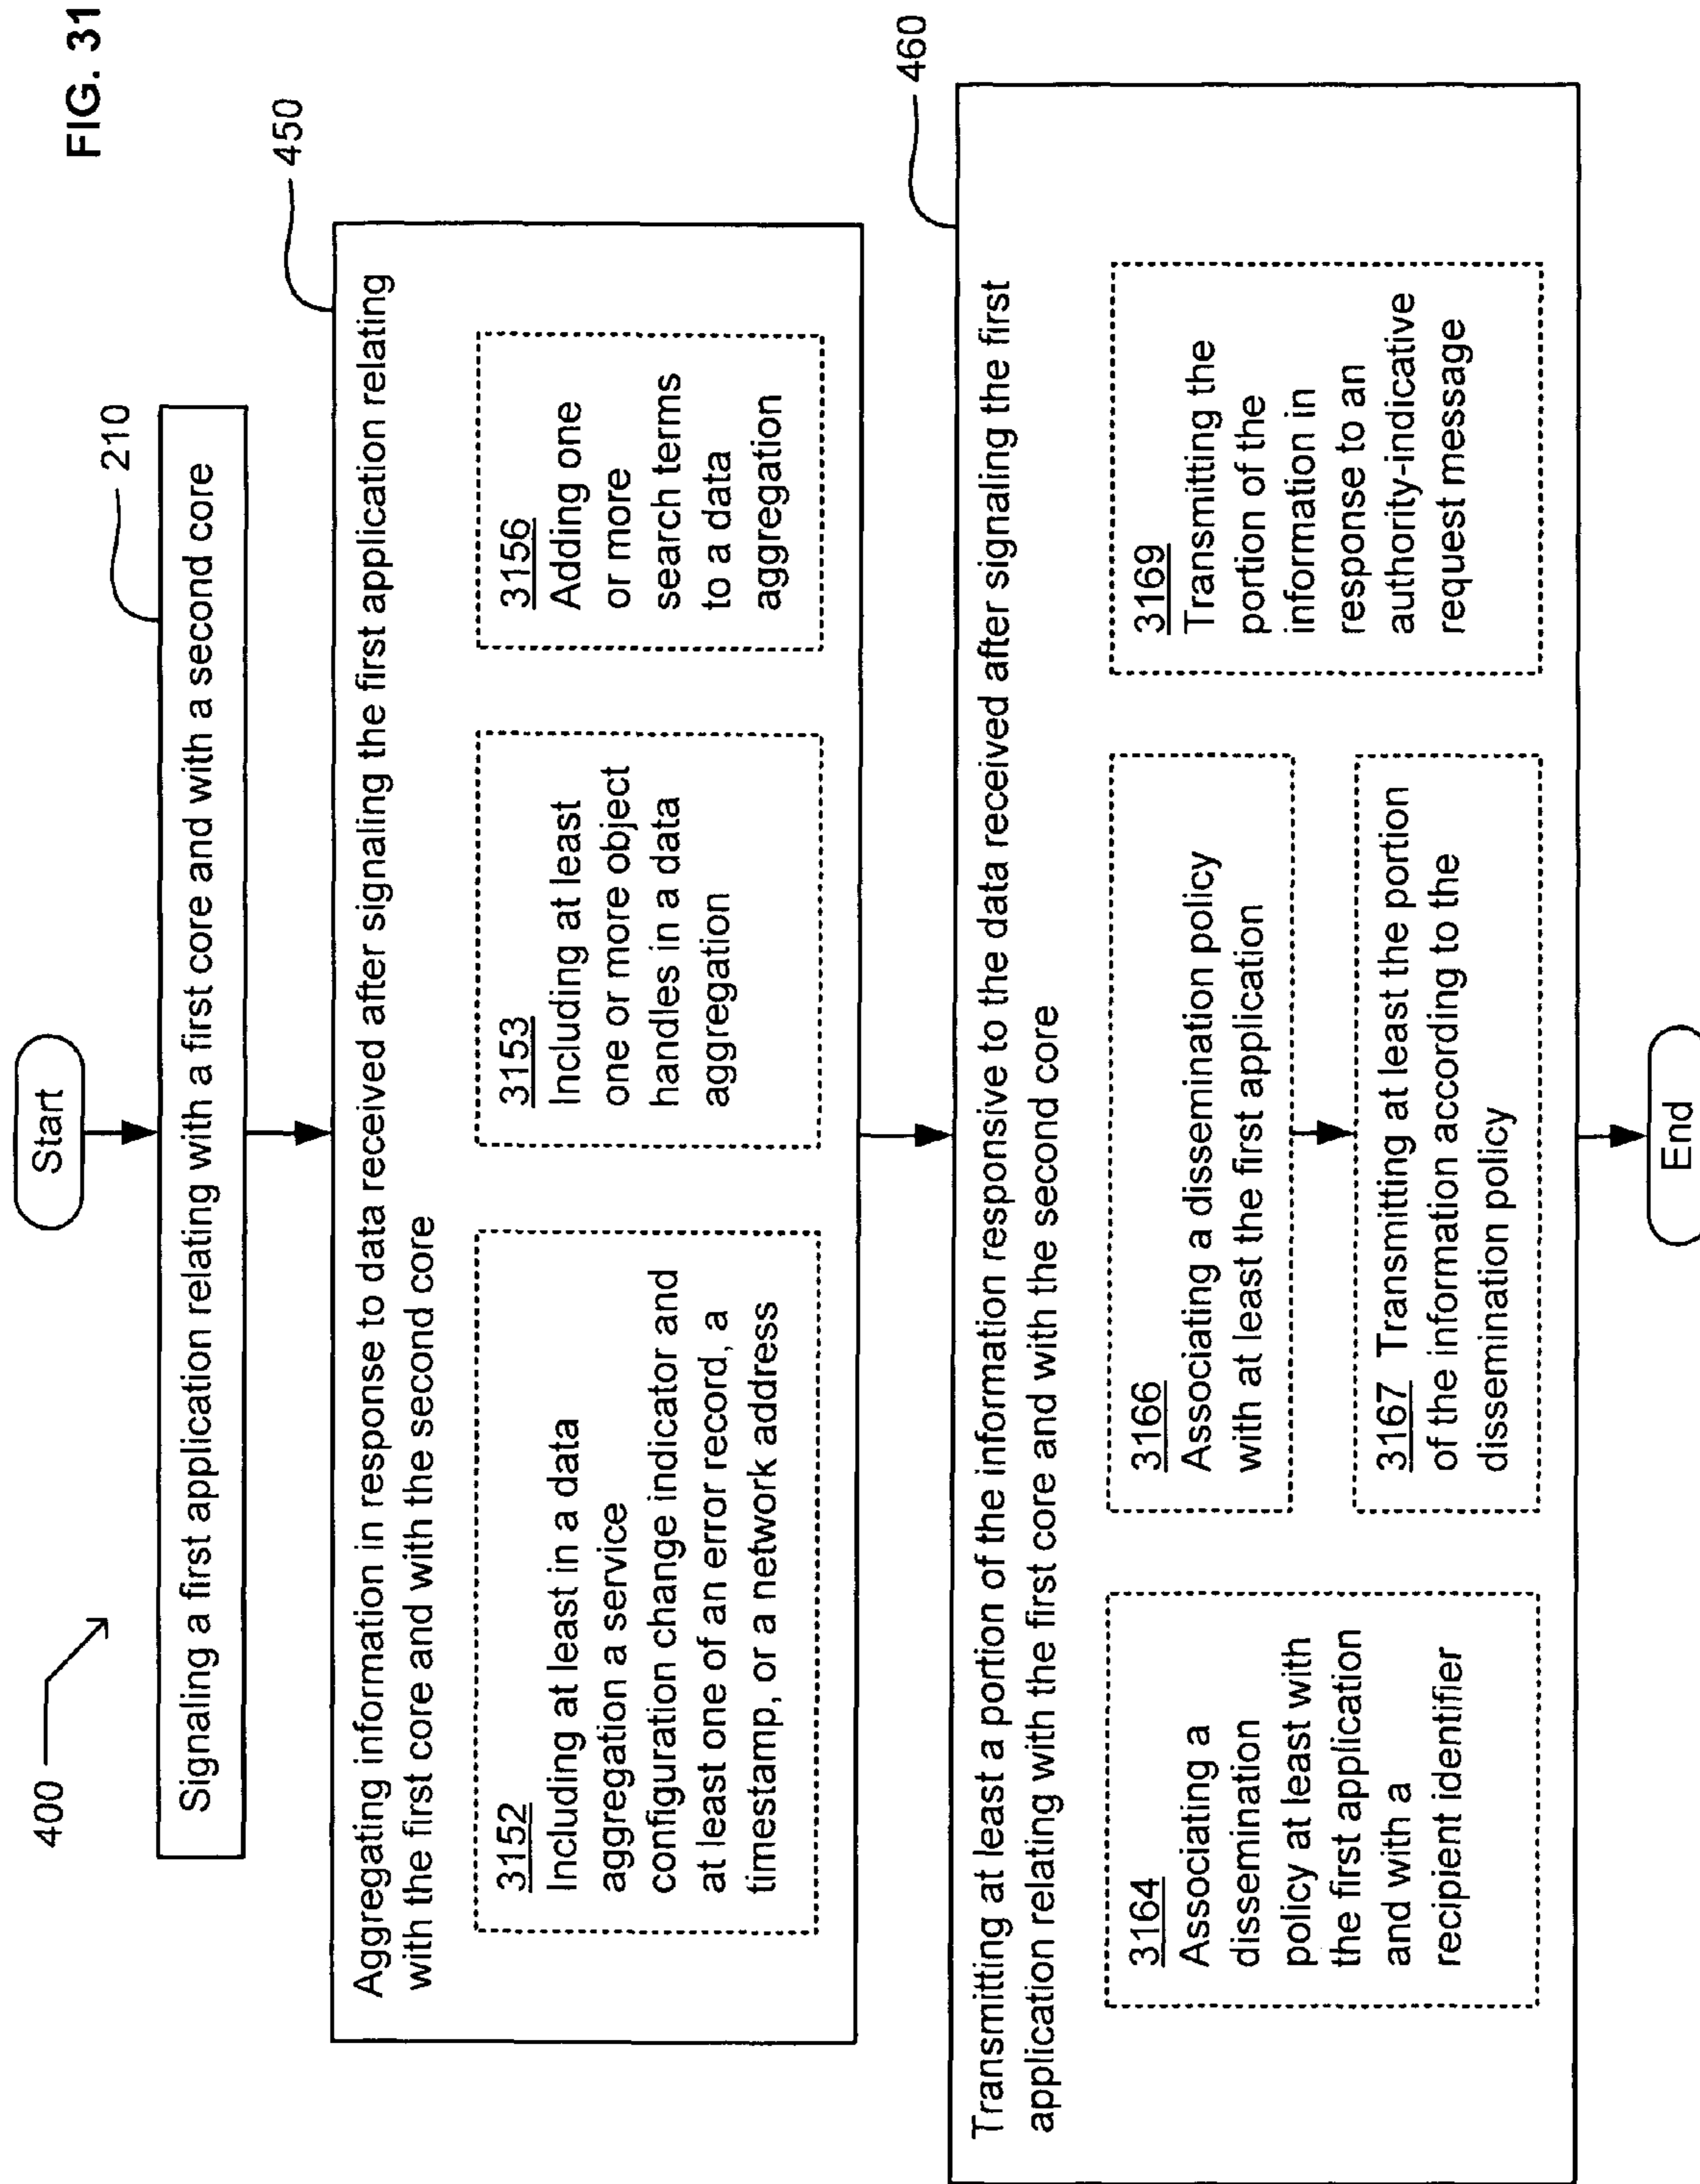 FIG. 31
400
Start
210
Signaling a first application relating with a first core and with a second core
450
Aggregating information in response to data received after signaling the first application relating
with the first core and with the second core
3152
Including at least in a data
aggregation a service
configuration change indicator and
at least one of an error record, a
timestamp, or a network address
3153
Including at least
one or more object
handles in a data
aggregation
3156
Adding one
or more
search terms
to a data
aggregation
460
Transmitting at least a portion of the information responsive to the data received after signaling the first
application relating with the first core and with the second core
3164
Associating a
dissemination
policy at least with
the first application
and with a
recipient identifier
3166
Associating a dissemination policy
with at least the first application
3167 Transmitting at least the portion
of the information according to the
dissemination policy
3169
Transmitting the
portion of the
information in
response to an
authority-indicative
request message
End